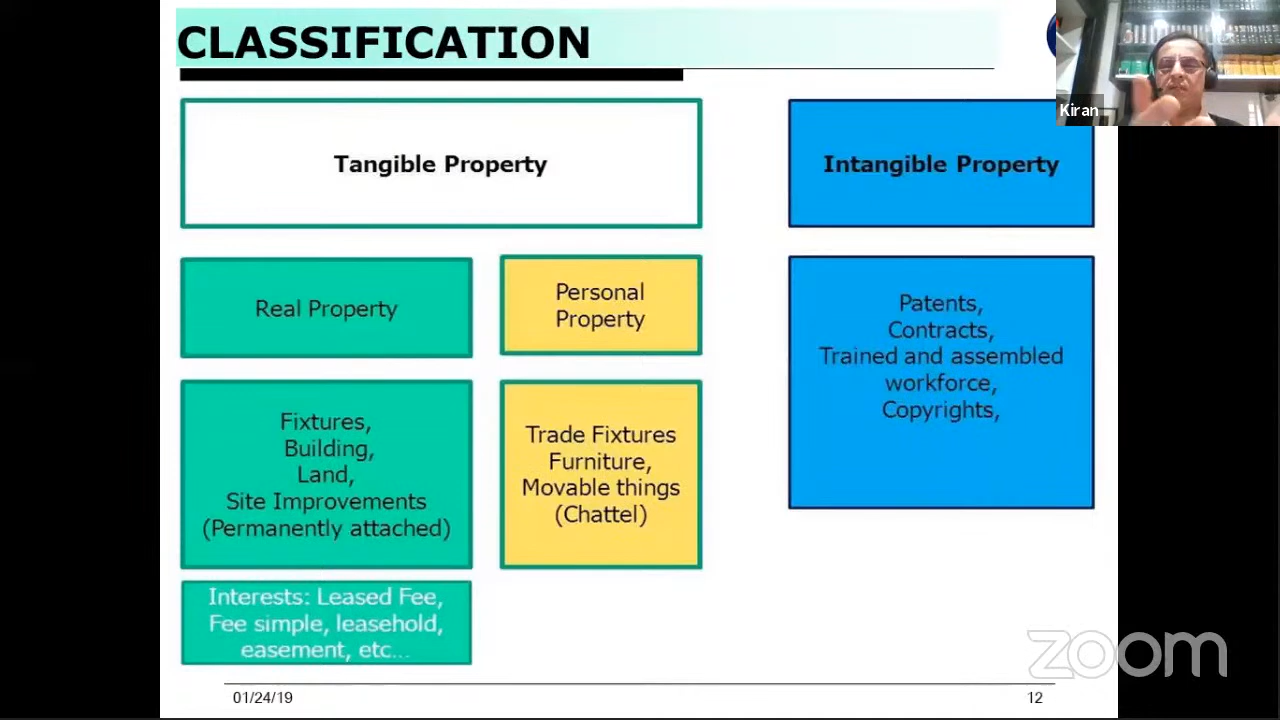 CLASSIFICATION
Kiran
Tangible Property
Intangible Property
Real Property
Personal
Property
Fixtures,
Building,
Land,
Site Improvements
(Permanently attached)
Trade Fixtures
Furniture,
Movable things
(Chattel)
Patents,
Contracts,
Trained and assembled
workforce,
Copyrights,
Interests: Leased Fee,
Fee simple, leasehold,
easement, etc...
zoom
01/24/19
12